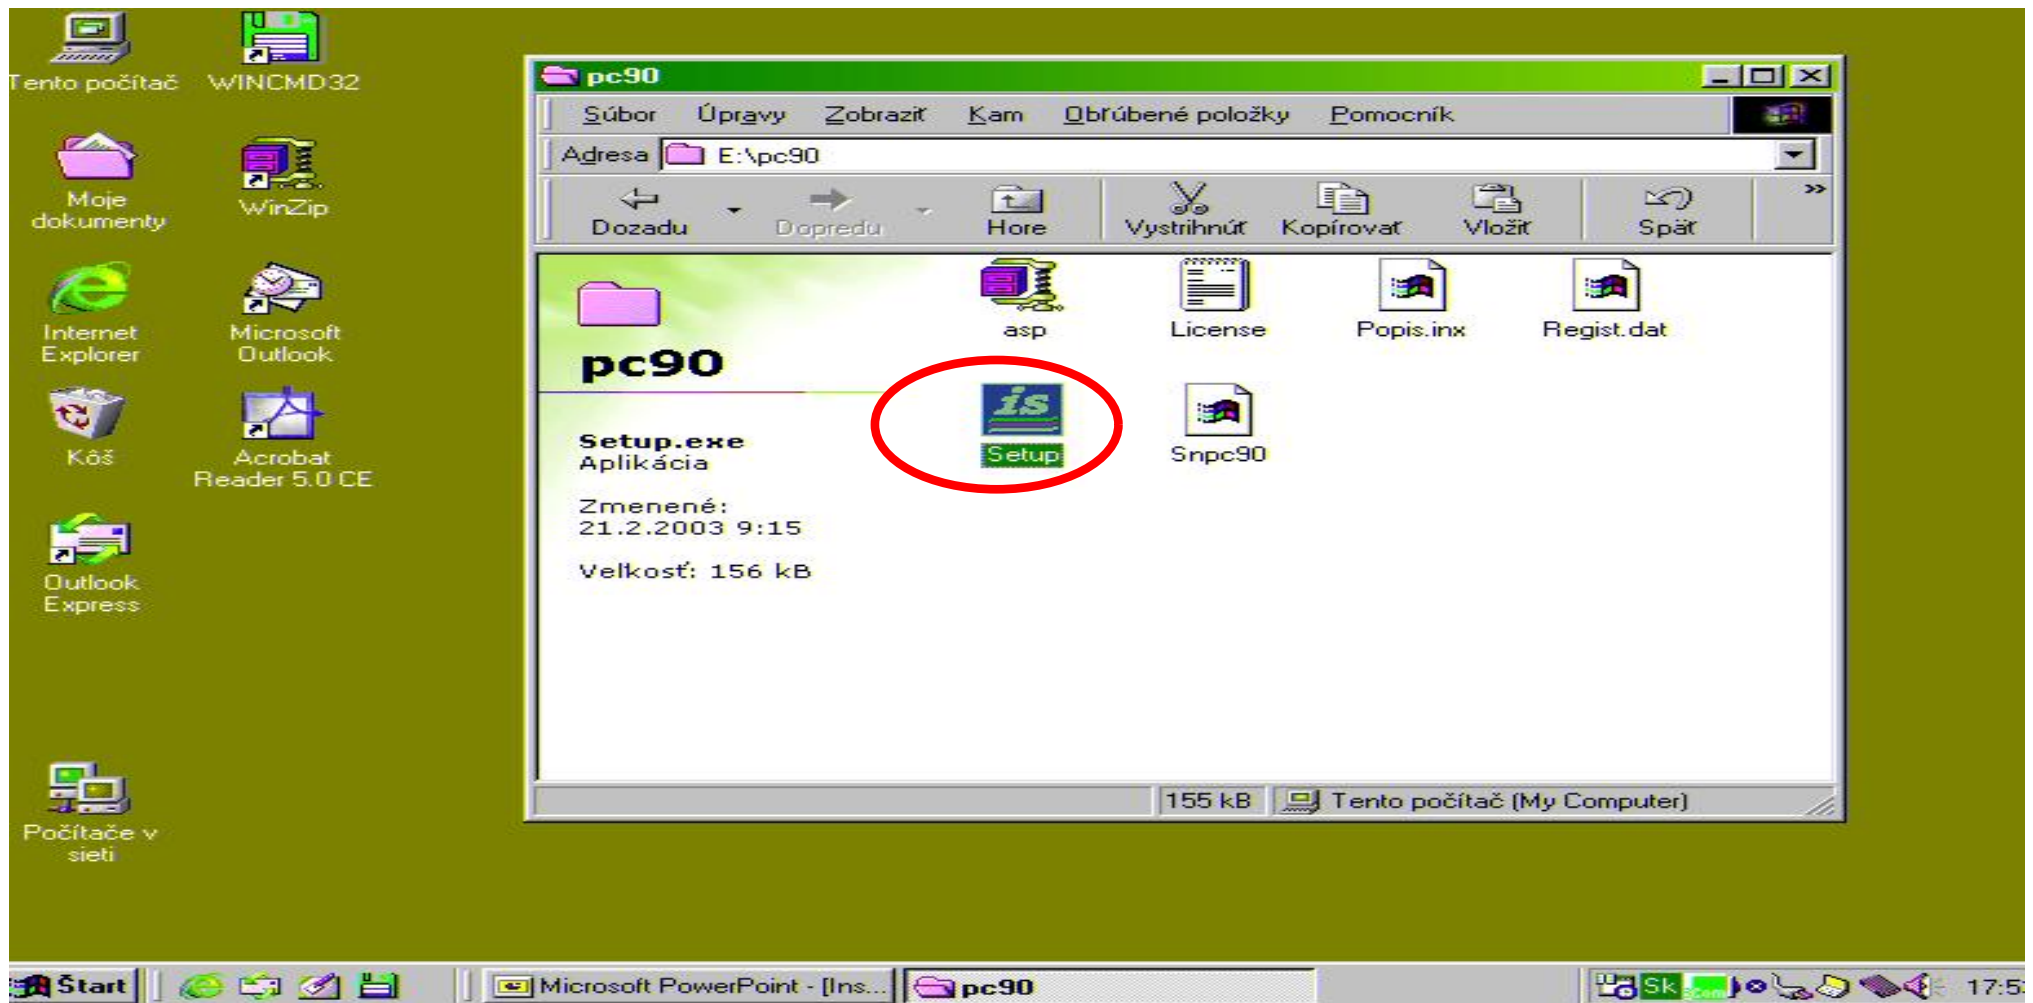 Tento počítač
WINCMD32
Moje
dokumenty
WinZip
Internet
Explorer
Microsoft
Outlook
Kôš
Acrobat
Reader 5.0 CE
Outlook
Express
Počítače v
sieti
pc90
Súbor Úpravy Zobraziť Kam Obľúbené položky Pomocník
Adresa E:\pc90
Dozadu Dopredu Hore Vystrihnúť Kopírovať Vložiť Späť »
pc90
Setup.exe
Aplikácia
Zmenené:
21.2.2003 9:15
Veľkosť: 156 kB
asp
License
Popis.inx
Regist.dat
is
Setup
Snpc90
155 kB Tento počítač (My Computer)
Štart Microsoft PowerPoint - [Ins... pc90 Sk